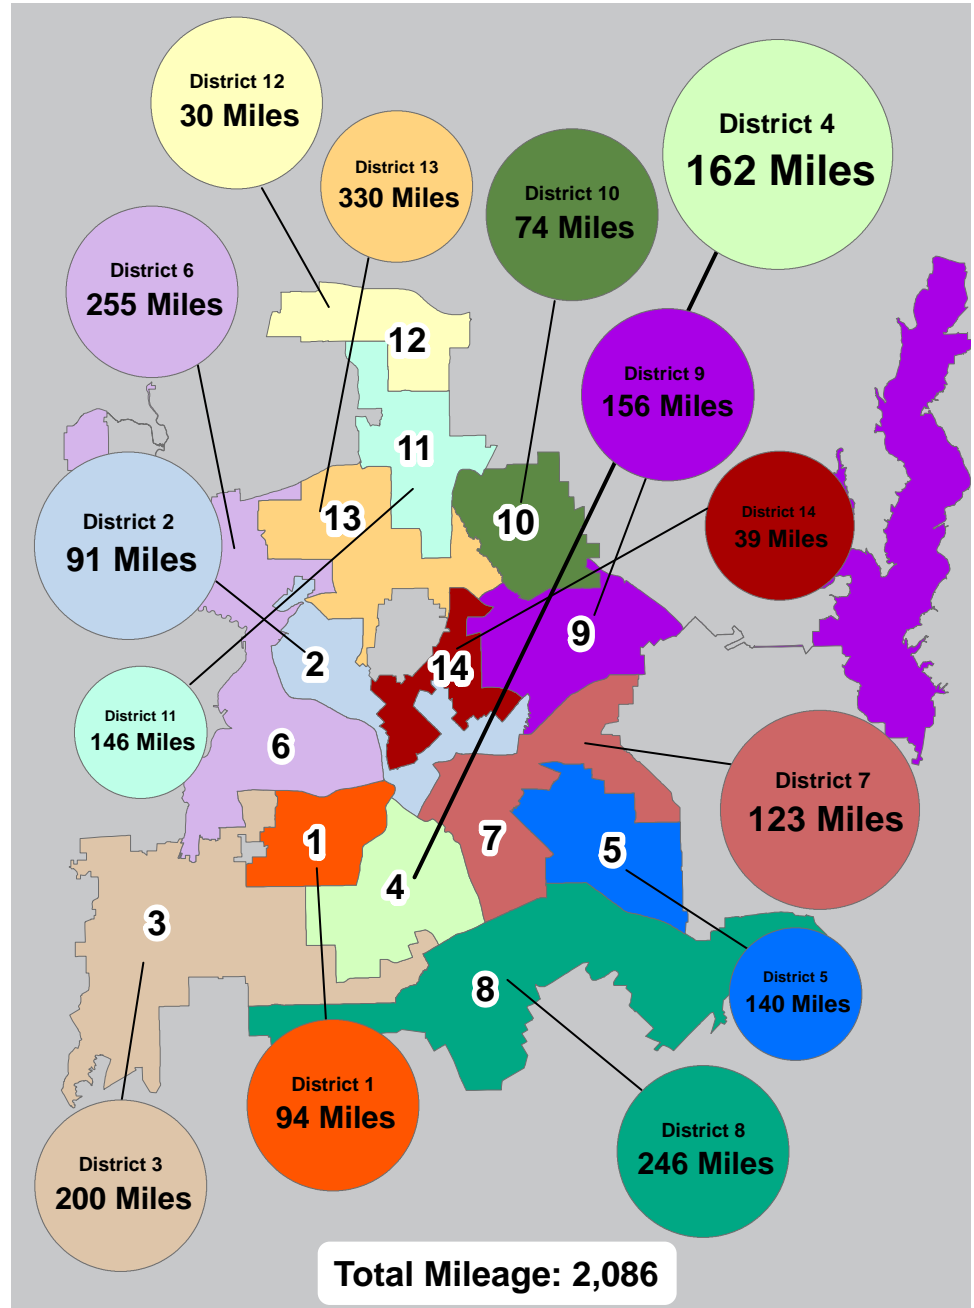 District 12
30 Miles
District 13
330 Miles
District 10
74 Miles
District 4
162 Miles
District 6
255 Miles
District 9
156 Miles
District 2
91 Miles
District 14
39 Miles
12
11
13
10
9
2
14
6
District 11
146 Miles
District 7
123 Miles
1
7
5
4
3
8
District 5
140 Miles
District 1
94 Miles
District 8
246 Miles
District 3
200 Miles
Total Mileage: 2,086